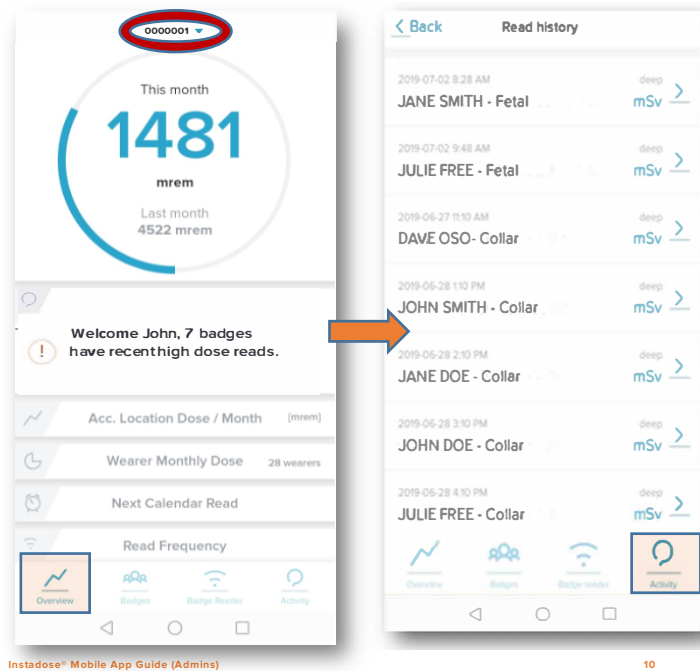 0000001
This month
1481
mrem
Last month
4522 mrem
Welcome John, 7 badges
have recent high dose reads.
Acc. Location Dose / Month [mrem]
Wearer Monthly Dose 28 wearers
Next Calendar Read
Read Frequency
Overview Badges Badge Reader Activity
Back Read history
2019-07-02 8:28 AM deep
JANE SMITH - Fetal mSv
2019-07-02 9:48 AM deep
JULIE FREE - Fetal mSv
2019-06-27 11:10 AM deep
DAVE OSO- Collar mSv
2019-06-28 1:10 PM deep
JOHN SMITH - Collar mSv
2019-06-28 2:10 PM deep
JANE DOE - Collar mSv
2019-06-28 3:10 PM deep
JOHN DOE - Collar mSv
2019-06-28 4:10 PM deep
JULIE FREE - Collar mSv
Overview Badges Badge reader Activity
Instadose® Mobile App Guide (Admins) 10